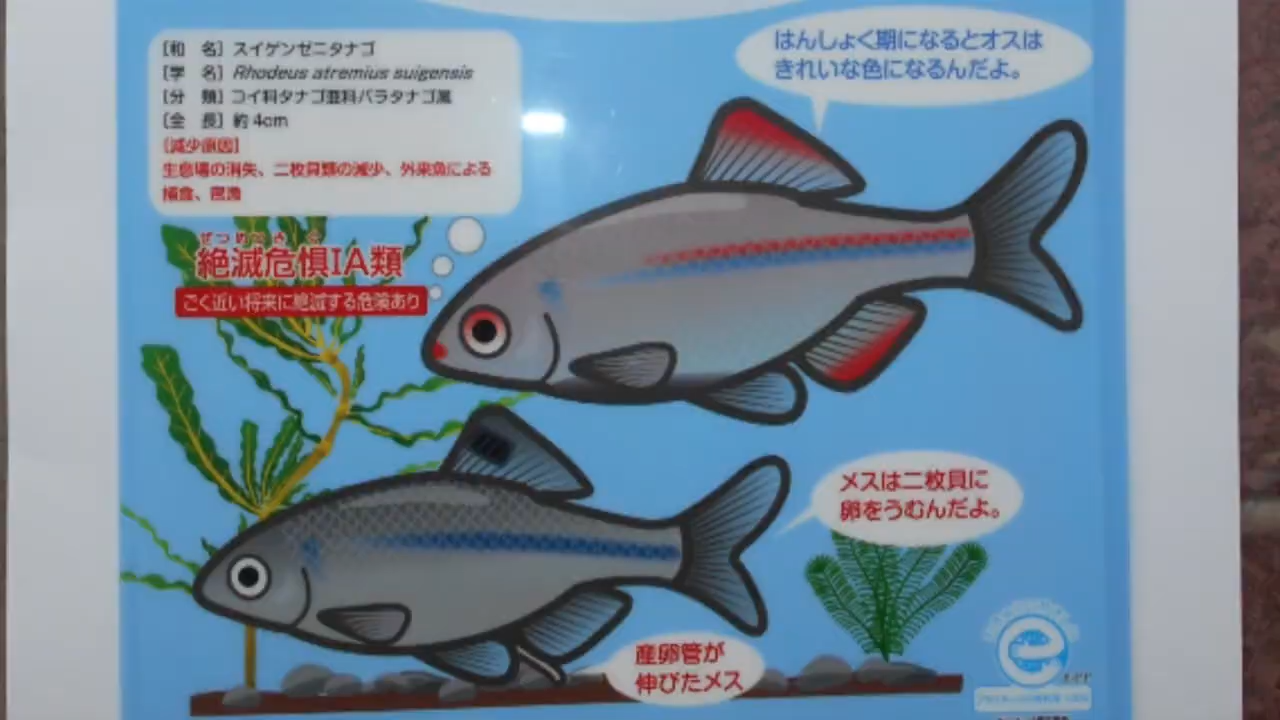 ［和　名］スイゲンゼニタナゴ
［学　名］Rhodeus atremius suigensis
［分　類］コイ科タナゴ亜科バラタナゴ属
［全　長］約4cm
［減少原因］
生息場の消失、二枚貝類の減少、外来魚による
捕食、密漁
はんしょく期になるとオスは
きれいな色になるんだよ。
ぜつめつきぐ
絶滅危惧IA類
ごく近い将来に絶滅する危険あり
メスは二枚貝に
卵をうむんだよ。
産卵管が
伸びたメス